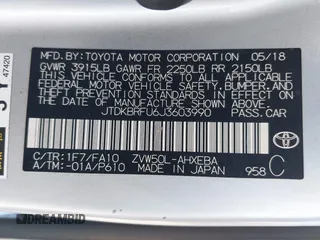 MFD. BY: TOYOTA MOTOR CORPORATION 05/18
GVWR 3915LB GAWR FR 2250LB RR 2150LB
THIS VEHICLE CONFORMS TO ALL APPLICABLE
FEDERAL MOTOR VEHICLE SAFETY, BUMPER, AND
THEFT PREVENTION STANDARDS IN EFFECT ON
THE DATE OF MANUFACTURE SHOWN ABOVE.
JTDKBRFU6J3603990 PASS.CAR
C/TR: 1F7/FA10 ZVW50L-AHXEBA
A/TM: -01A/P610 MADE IN JAPAN 958 C
TOYOTA
47420
DREAMBID